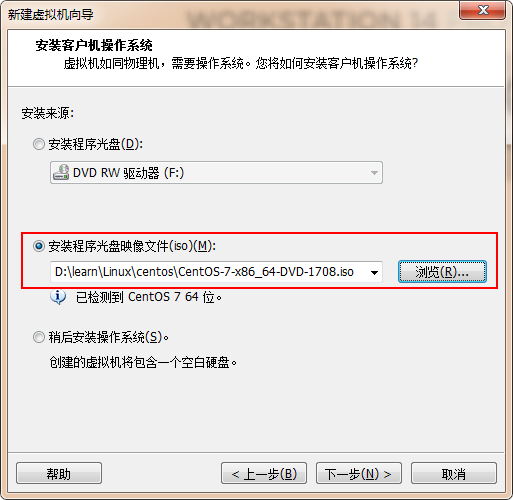 新建虚拟机向导
WORKSTATION 14
安装客户机操作系统
虚拟机如同物理机，需要操作系统。您将如何安装客户机操作系统?
安装来源:
安装程序光盘(D):
DVD RW 驱动器 (F:)
安装程序光盘映像文件(iso)(M):
D:\learn\Linux\centos\CentOS-7-x86_64-DVD-1708.iso
浏览(R)...
已检测到 CentOS 7 64 位。
稍后安装操作系统(S)。
创建的虚拟机将包含一个空白硬盘。
帮助
< 上一步(B)
下一步(N) >
取消